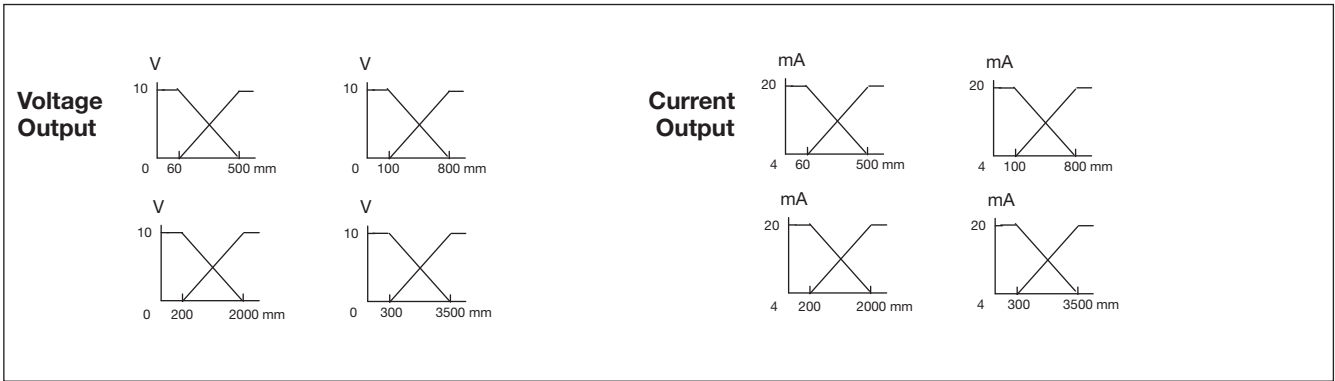 Voltage
Output
V
10
0 60 500 mm
V
10
0 100 800 mm
V
10
0 200 2000 mm
V
10
0 300 3500 mm
Current
Output
mA
20
4 60 500 mm
mA
20
4 100 800 mm
mA
20
4 200 2000 mm
mA
20
4 300 3500 mm